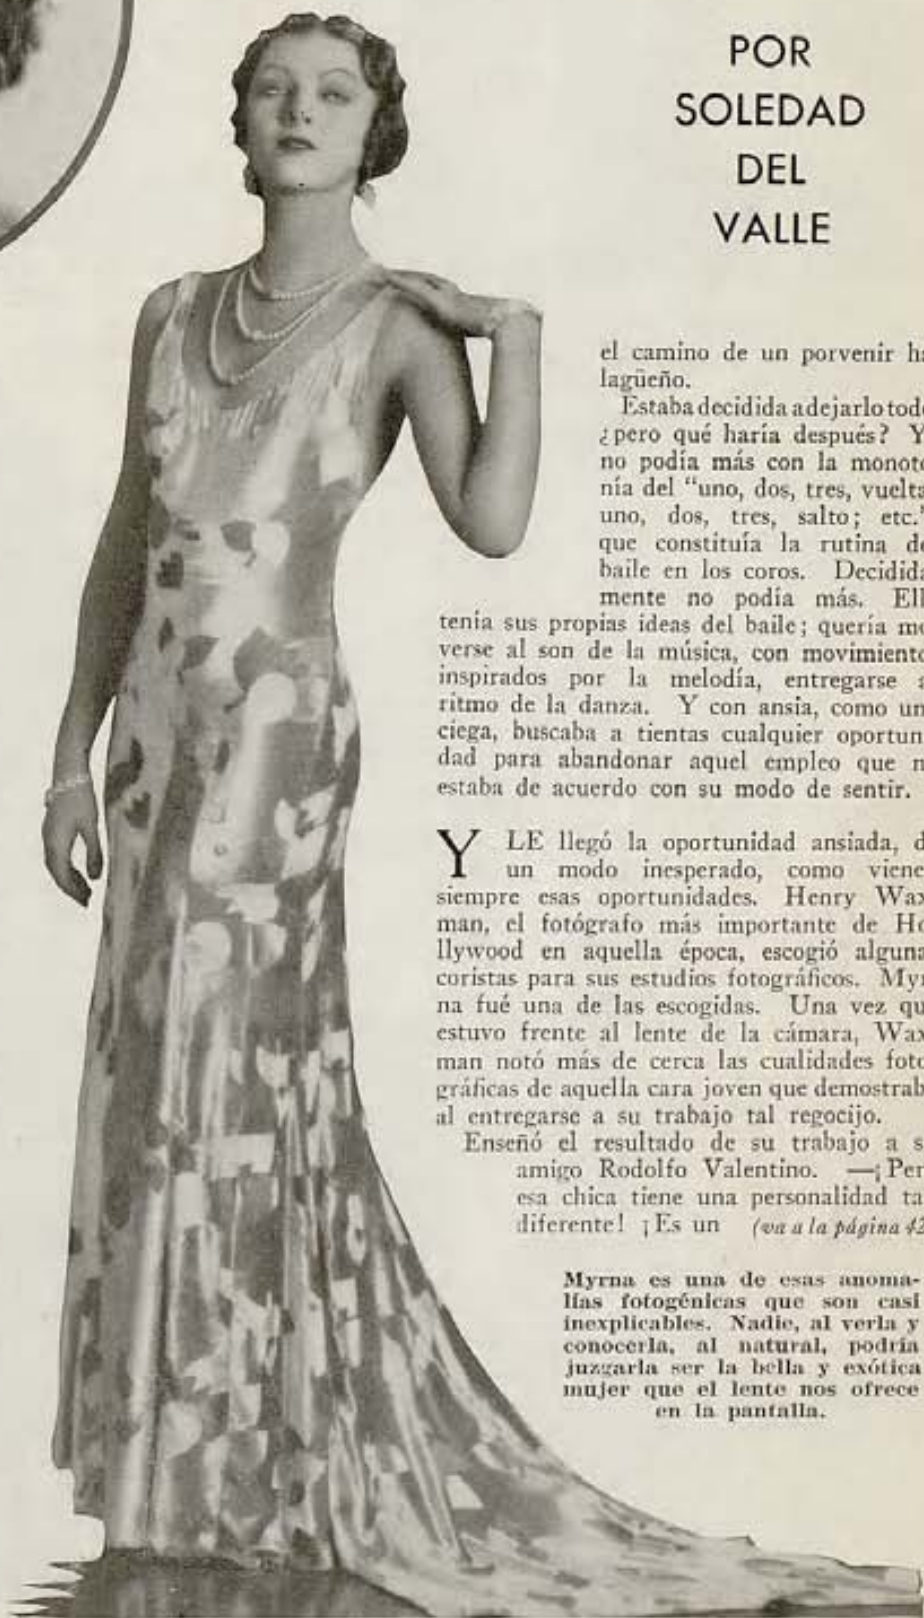 POR
SOLEDAD
DEL
VALLE
el camino de un porvenir ha
lagüeño.
Estaba decidida a dejarlo todo
¿pero qué haría después? Y
no podía más con la monoto
nía del “uno, dos, tres, vuelta
uno, dos, tres, salto; etc.”
que constituía la rutina de
baile en los coros. Decidida
mente no podía más. Ell
tenía sus propias ideas del baile; quería mo
verse al son de la música, con movimiento
inspirados por la melodía, entregarse a
ritmo de la danza. Y con ansia, como un
ciega, buscaba a tientas cualquier oportuni
dad para abandonar aquel empleo que n
estaba de acuerdo con su modo de sentir.
Y LE llegó la oportunidad ansiada, d
un modo inesperado, como viene
siempre esas oportunidades. Henry Wax
man, el fotógrafo más importante de Ho
llywood en aquella época, escogió alguna
coristas para sus estudios fotográficos. Myr
na fué una de las escogidas. Una vez qu
estuvo frente al lente de la cámara, Wax
man notó más de cerca las cualidades foto
gráficas de aquella cara joven que demostrab
al entregarse a su trabajo tal regocijo.
Enseñó el resultado de su trabajo a s
amigo Rodolfo Valentino. —¡Per
esa chica tiene una personalidad ta
diferente! ¡Es un (va a la página 42
Myrna es una de esas anoma-
lías fotogénicas que son casi
inexplicables. Nadie, al verla y
conocerla, al natural, podría
juzgarla ser la bella y exótica
mujer que el lente nos ofrece
en la pantalla.